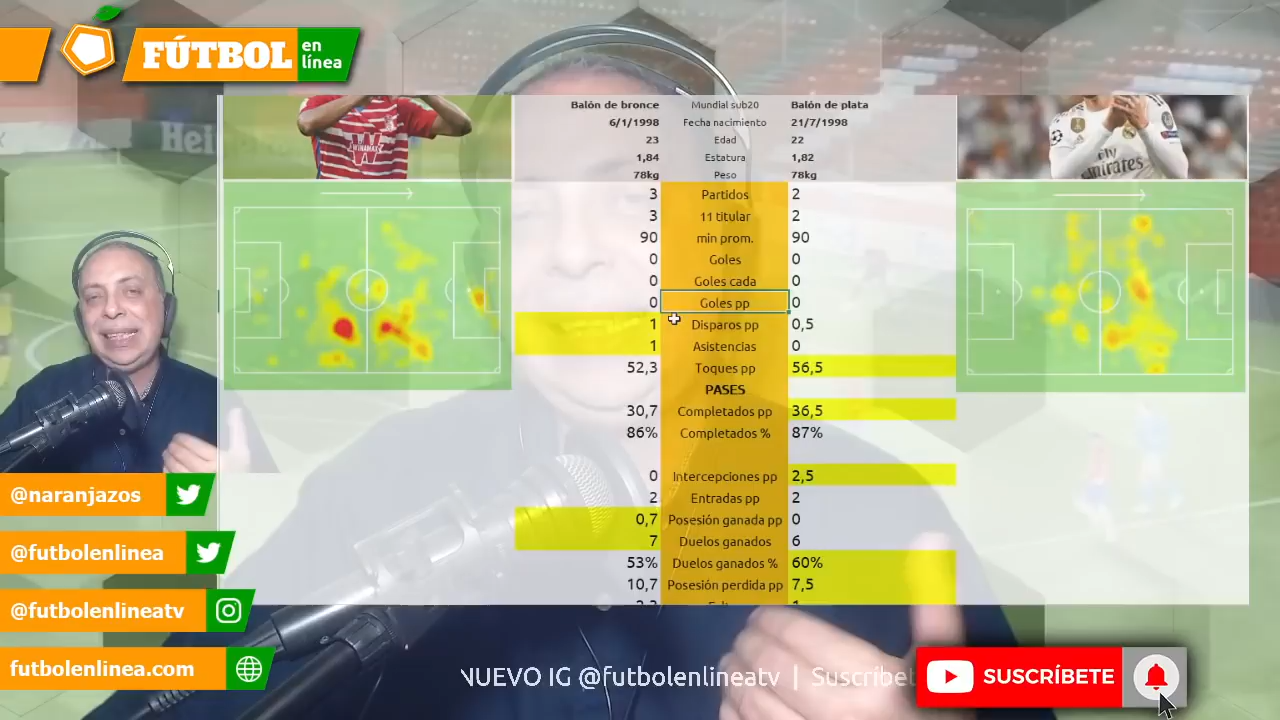 FÚTBOL en línea
Hei
W
WINAMAX
Fly
Emirates
Balón de bronce Mundial sub20 Balón de plata
6/1/1998 Fecha nacimiento 21/7/1998
23 Edad 22
1,84 Estatura 1,82
78kg Peso 78kg
3 Partidos 2
3 11 titular 2
90 min prom. 90
0 Goles 0
0 Goles cada 0
0 Goles pp 0
1 Disparos pp 0,5
1 Asistencias 0
52,3 Toques pp 56,5
PASES
30,7 Completados pp 36,5
86% Completados % 87%
0 Intercepciones pp 2,5
2 Entradas pp 2
0,7 Posesión ganada pp 0
7 Duelos ganados 6
53% Duelos ganados % 60%
10,7 Posesión perdida pp 7,5
@naranjazos
@futbolenlinea
@futbolenlineatv
futbolenlinea.com
NUEVO IG @futbolenlineatv | Suscríbet
SUSCRÍBETE